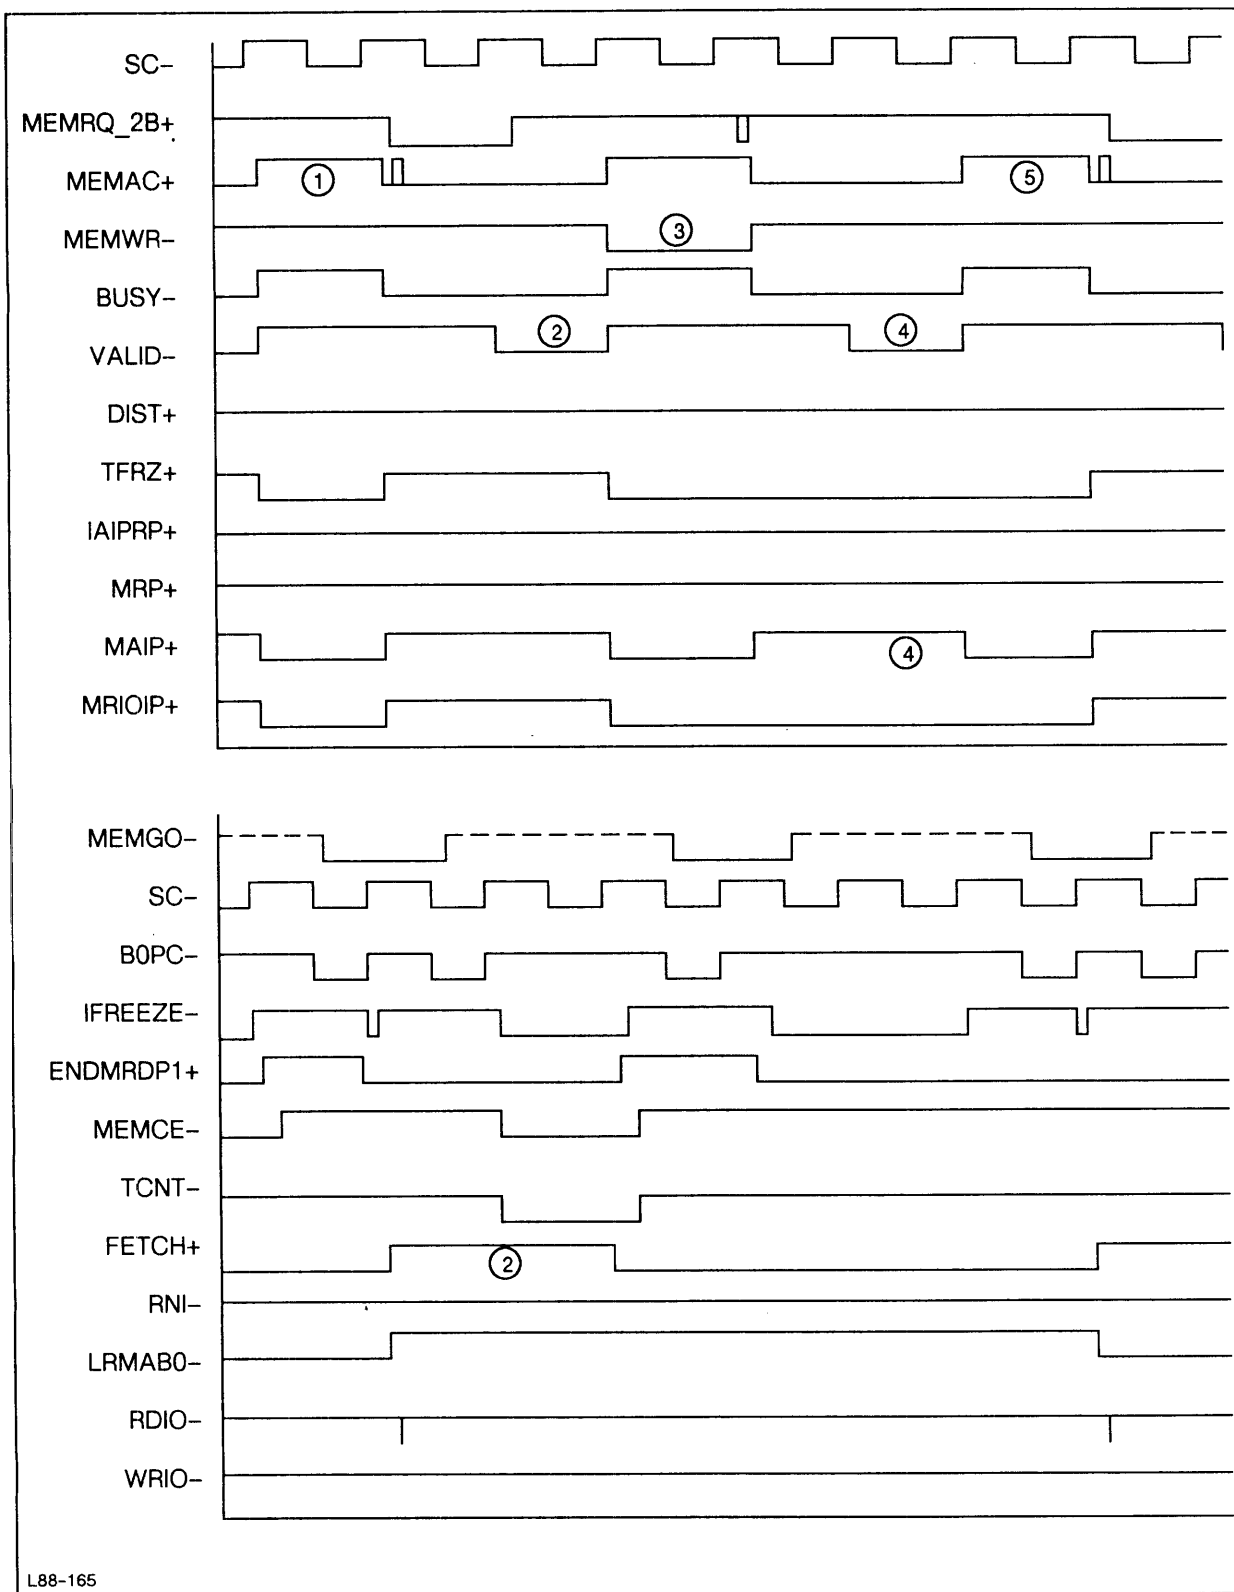 SC-
MEMRQ_2B+
MEMAC+
1
5
MEMWR-
3
BUSY-
VALID-
2
4
DIST+
TFRZ+
IAIPRP+
MRP+
MAIP+
4
MRIOIP+
MEMGO-
SC-
B0PC-
IFREEZE-
ENDMRDP1+
MEMCE-
TCNT-
FETCH+
2
RNI-
LRMAB0-
RDIO-
WRIO-
L88-165